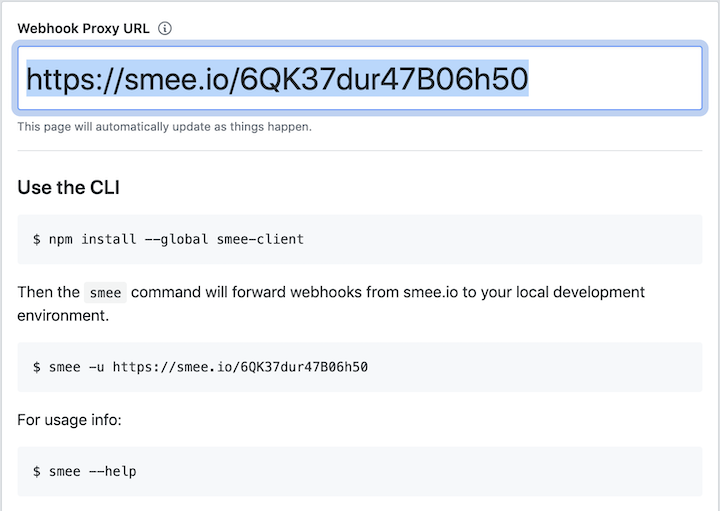 Webhook Proxy URL
https://smee.io/6QK37dur47B06h50
This page will automatically update as things happen.
Use the CLI
$ npm install --global smee-client
Then the smee command will forward webhooks from smee.io to your local development
environment.
$ smee -u https://smee.io/6QK37dur47B06h50
For usage info:
$ smee --help